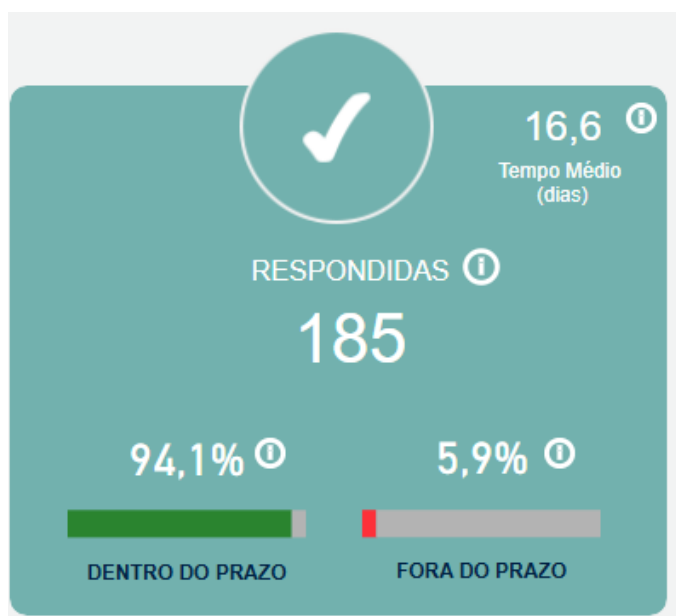 16,6
Tempo Médio
(dias)
RESPONDIDAS
185
94,1%
5,9%
DENTRO DO PRAZO
FORA DO PRAZO